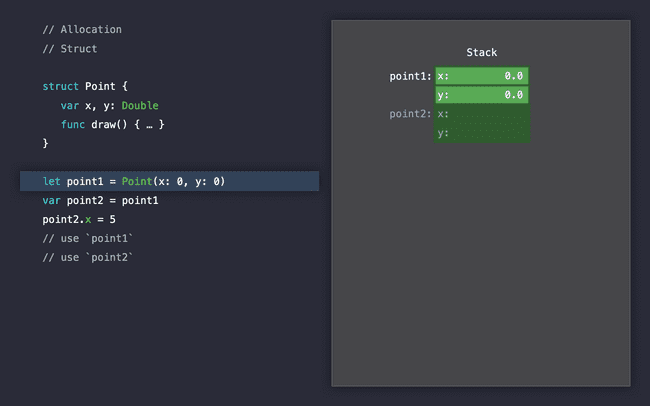 // Allocation
// Struct
struct Point {
var x, y: Double
func draw() { … }
}
let point1 = Point(x: 0, y: 0)
var point2 = point1
point2.x = 5
// use `point1`
// use `point2`
Stack
point1: x: 0.0
y: 0.0
point2: x:
y: